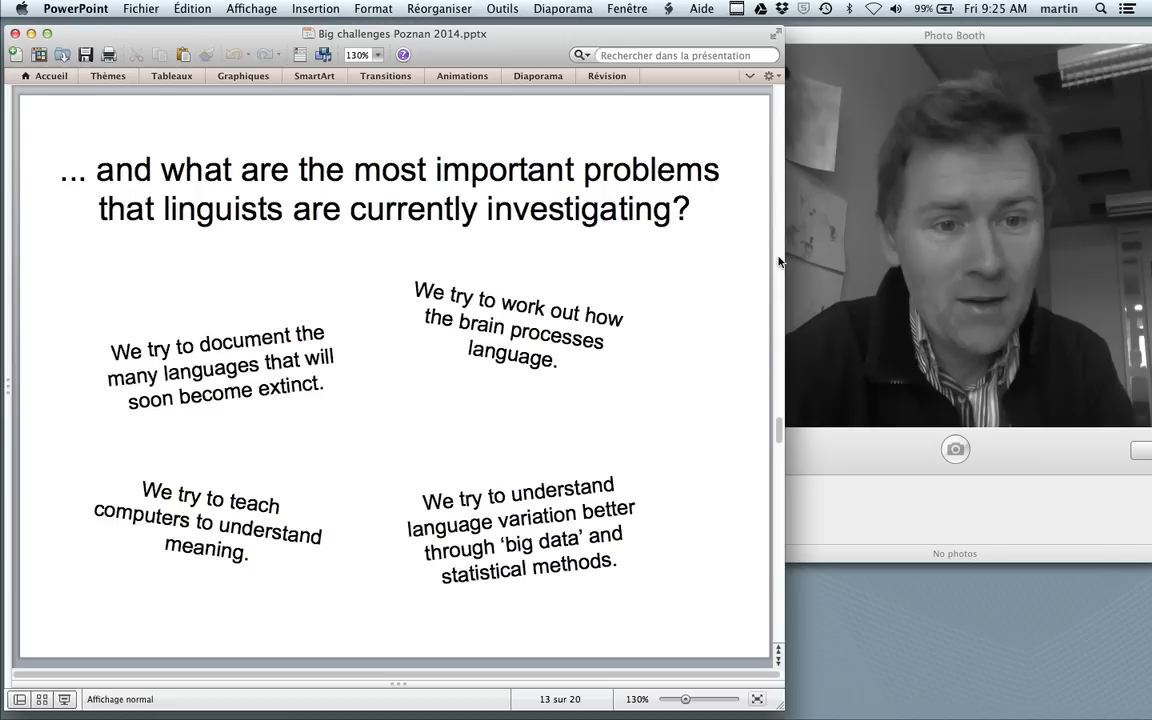 PowerPoint Fichier Édition Affichage Insertion Format Réorganiser Outils Diaporama Fenêtre Aide 99% Fri 9:25 AM martin
Big challenges Poznan 2014.pptx
Photo Booth
130% Rechercher dans la présentation
Accueil Thèmes Tableaux Graphiques SmartArt Transitions Animations Diaporama Révision
... and what are the most important problems
that linguists are currently investigating?
We try to document the
many languages that will
soon become extinct.
We try to work out how
the brain processes
language.
We try to teach
computers to understand
meaning.
We try to understand
language variation better
through ‘big data’ and
statistical methods.
No photos
Affichage normal 13 sur 20 130%